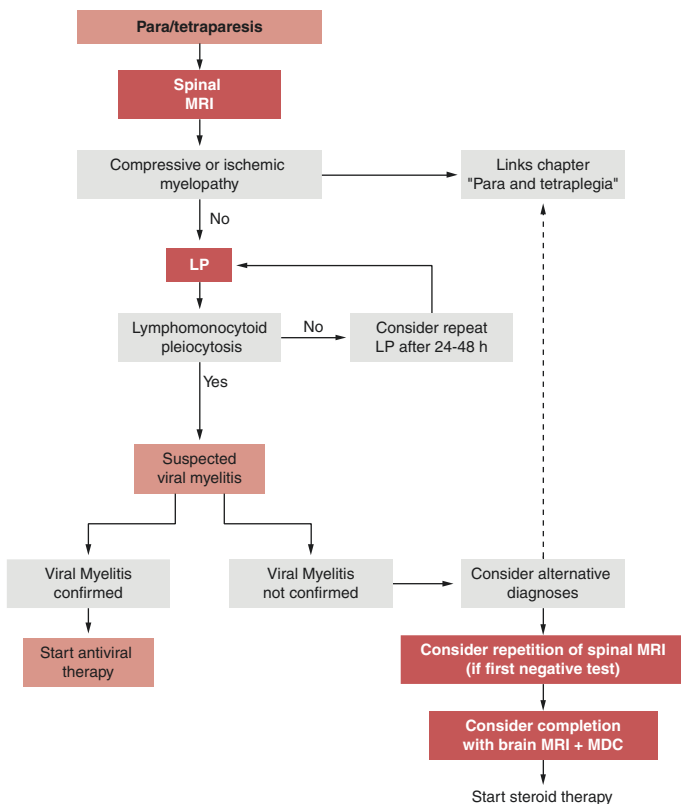 Para/tetraparesis
Spinal
MRI
Compressive or ischemic
myelopathy
Links chapter
"Para and tetraplegia"
No
LP
Lymphomonocytoid
pleiocytosis
No
Consider repeat
LP after 24-48 h
Yes
Suspected
viral myelitis
Viral Myelitis
confirmed
Viral Myelitis
not confirmed
Consider alternative
diagnoses
Start antiviral
therapy
Consider repetition of spinal MRI
(if first negative test)
Consider completion
with brain MRI + MDC
Start steroid therapy